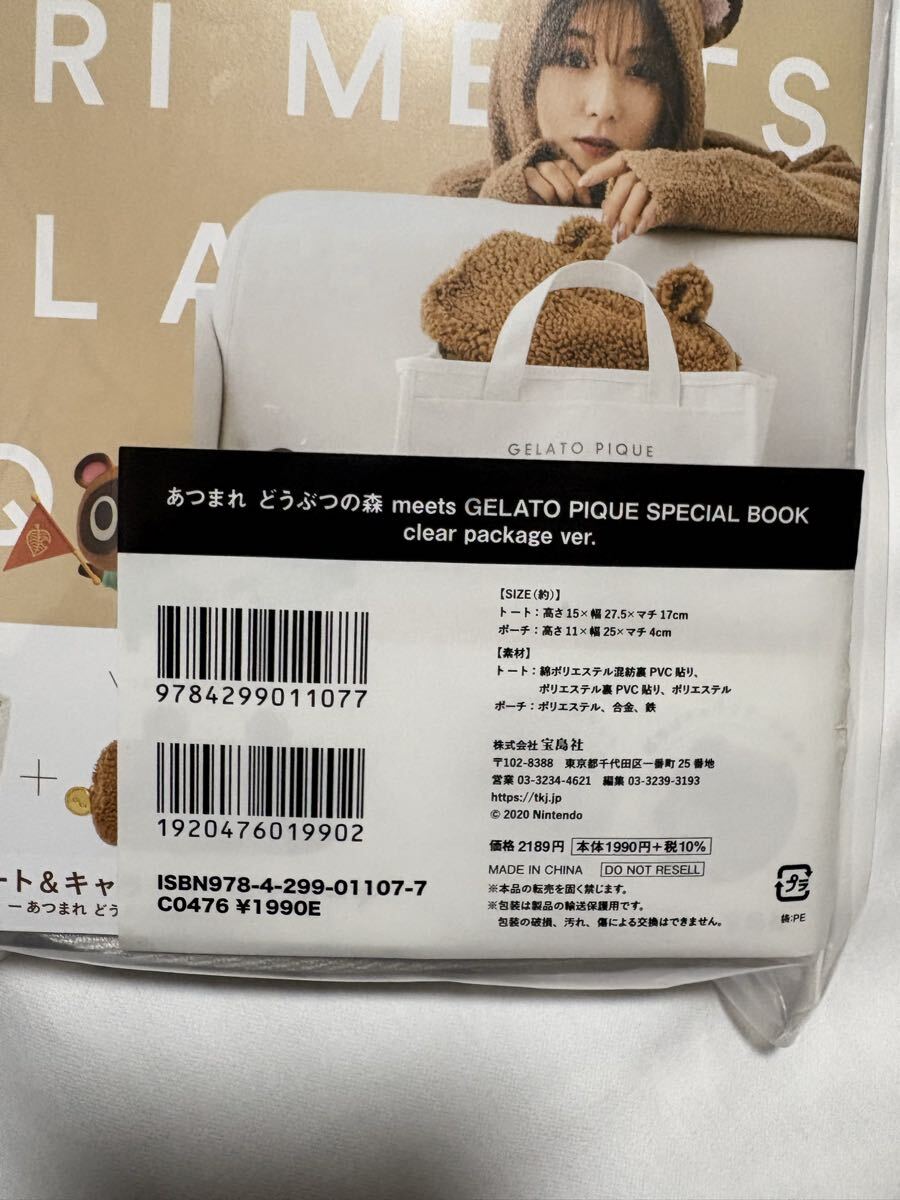 RI MEETS
LA
Q
GELATO PIQUE
あつまれ どうぶつの森 meets GELATO PIQUE SPECIAL BOOK
clear package ver.
9784299011077
1920476019902
ISBN978-4-299-01107-7
C0476 ¥1990E
【SIZE(約)】
トート：高さ15×幅27.5×マチ17cm
ポーチ：高さ11×幅25×マチ4cm
【素材】
トート：綿ポリエステル混紡裏PVC貼り、
ポリエステル裏PVC貼り、ポリエステル
ポーチ：ポリエステル、合金、鉄
株式会社 宝島社
〒102-8388 東京都千代田区一番町25番地
営業 03-3234-4621 編集 03-3239-3193
https://tkj.jp
© 2020 Nintendo
価格 2189円 本体1990円+税10%
MADE IN CHINA DO NOT RESELL
※本品の転売を固く禁じます。
※包装は製品の輸送保護用です。
包装の破損、汚れ、傷による交換はできません。
プラ
袋:PE
ート&キャ
ー あつまれ どう